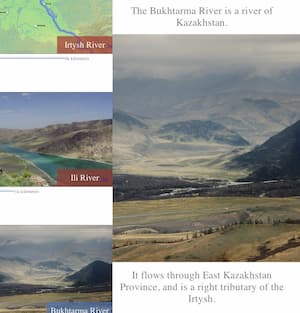 Irtysh River
Ili River
Bukhtarma River
The Bukhtarma River is a river of
Kazakhstan.
It flows through East Kazakhstan
Province, and is a right tributary of the
Irtysh.